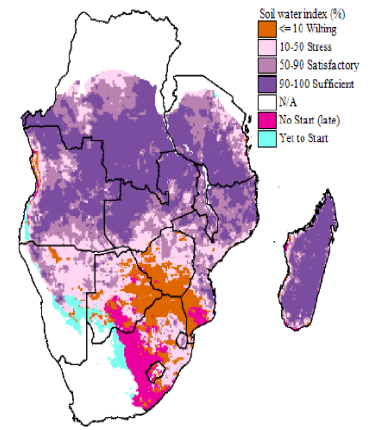 Soil water index (%)
<= 10 Wilting
10-50 Stress
50-90 Satisfactory
90-100 Sufficient
N/A
No Start (late)
Yet to Start